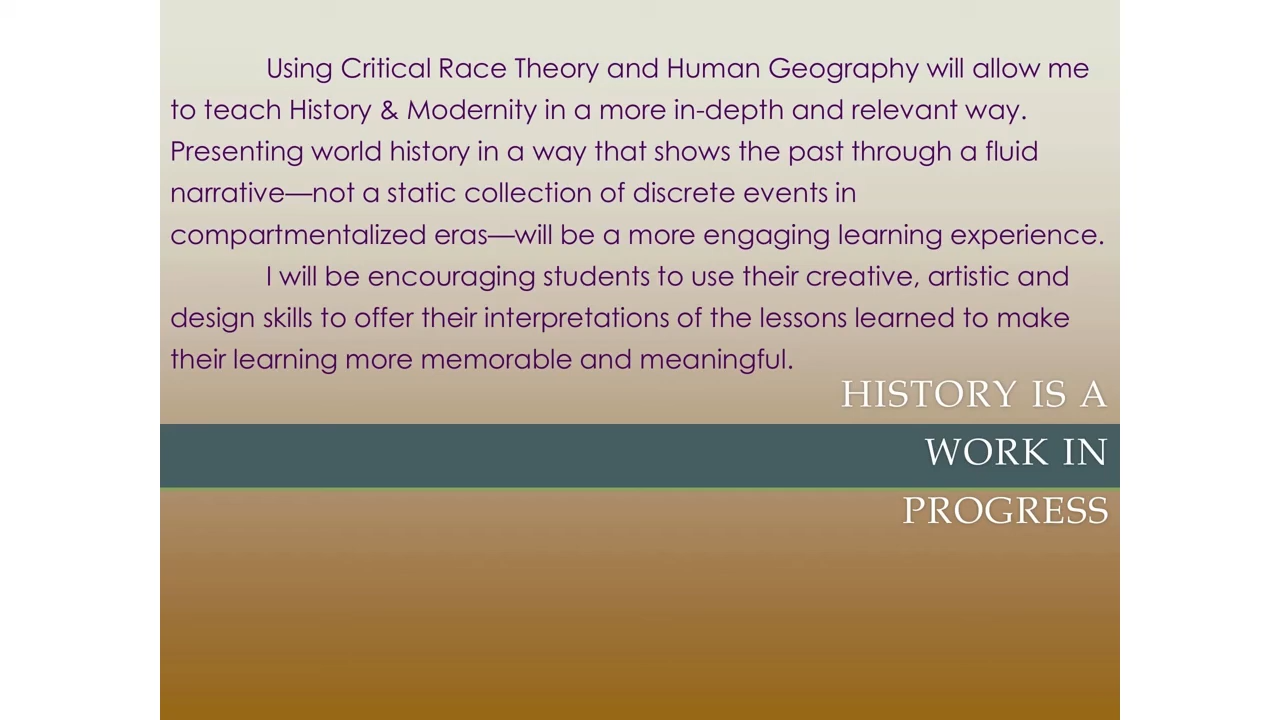 Using Critical Race Theory and Human Geography will allow me
to teach History & Modernity in a more in-depth and relevant way.
Presenting world history in a way that shows the past through a fluid
narrative—not a static collection of discrete events in
compartmentalized eras—will be a more engaging learning experience.
I will be encouraging students to use their creative, artistic and
design skills to offer their interpretations of the lessons learned to make
their learning more memorable and meaningful.
HISTORY IS A
WORK IN
PROGRESS